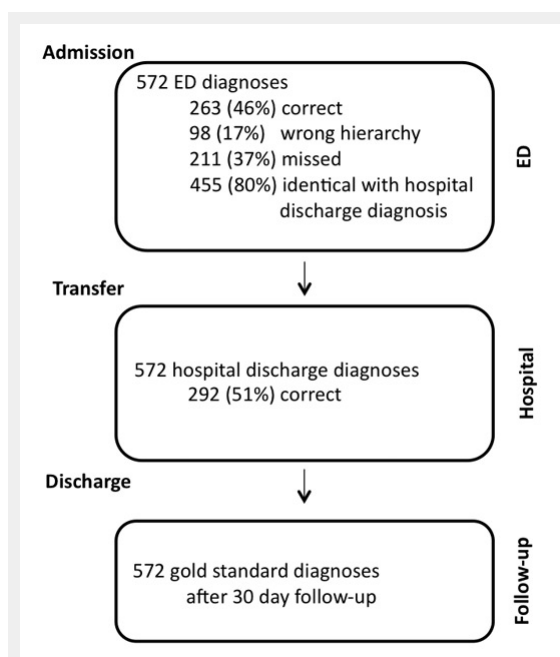 Admission
572 ED diagnoses
263 (46%) correct
98 (17%) wrong hierarchy
211 (37%) missed
455 (80%) identical with hospital
discharge diagnosis
ED
Transfer
572 hospital discharge diagnoses
292 (51%) correct
Hospital
Discharge
572 gold standard diagnoses
after 30 day follow-up
Follow-up